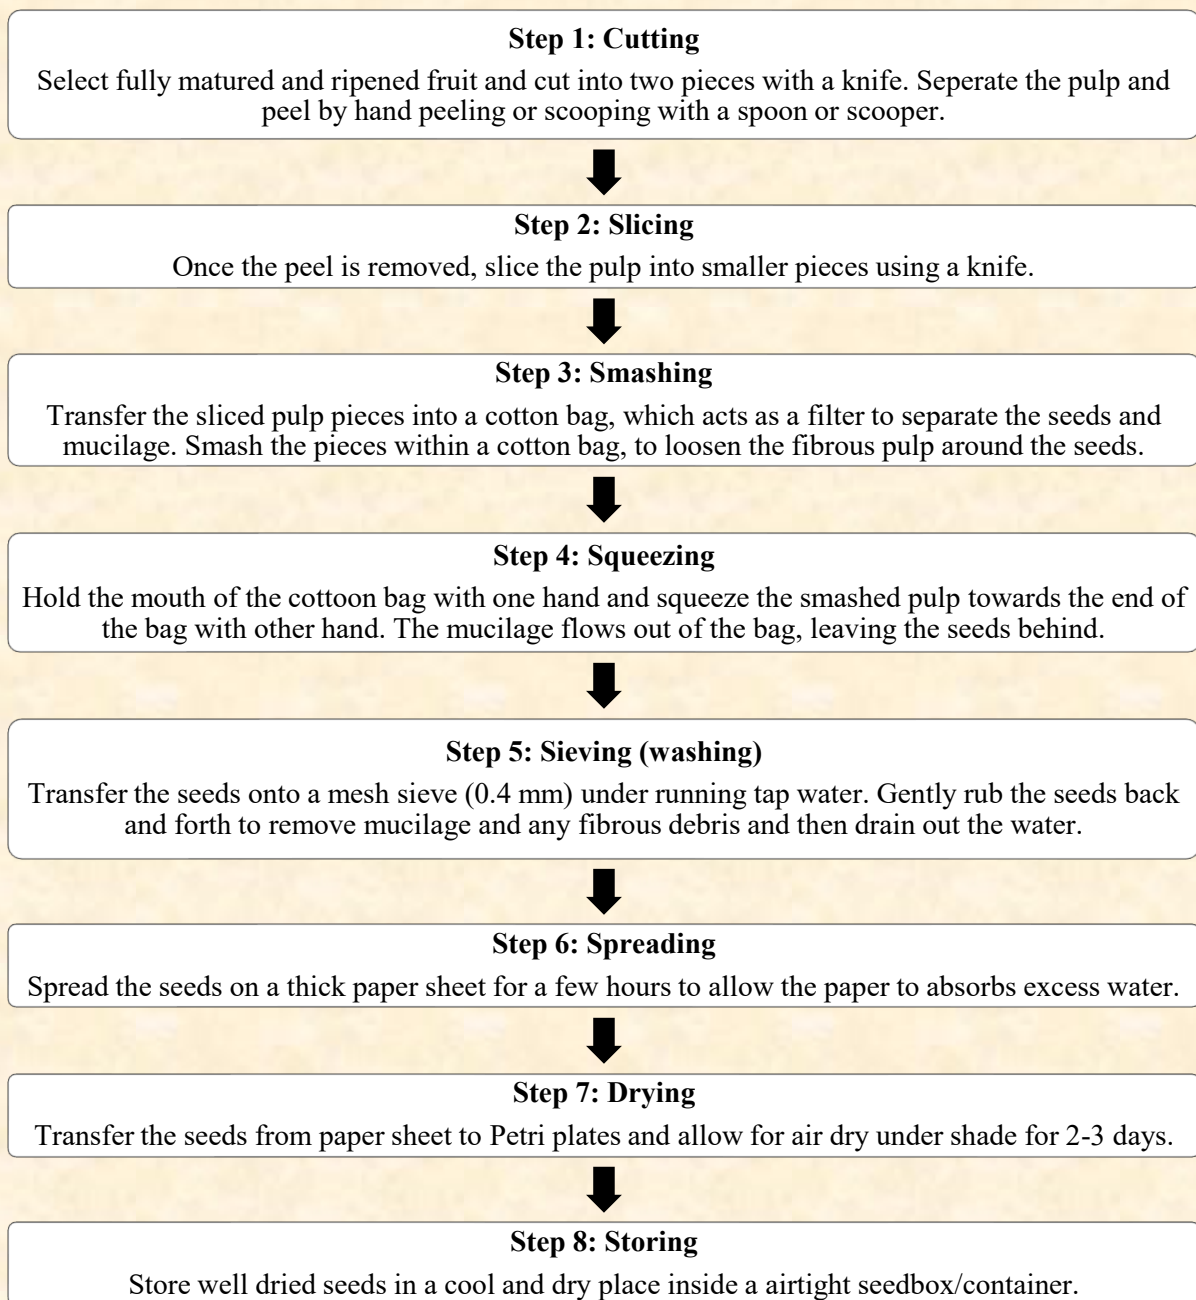 Step 1: Cutting
Select fully matured and ripened fruit and cut into two pieces with a knife. Seperate the pulp and
peel by hand peeling or scooping with a spoon or scooper.
Step 2: Slicing
Once the peel is removed, slice the pulp into smaller pieces using a knife.
Step 3: Smashing
Transfer the sliced pulp pieces into a cotton bag, which acts as a filter to separate the seeds and
mucilage. Smash the pieces within a cotton bag, to loosen the fibrous pulp around the seeds.
Step 4: Squeezing
Hold the mouth of the cottoon bag with one hand and squeeze the smashed pulp towards the end of
the bag with other hand. The mucilage flows out of the bag, leaving the seeds behind.
Step 5: Sieving (washing)
Transfer the seeds onto a mesh sieve (0.4 mm) under running tap water. Gently rub the seeds back
and forth to remove mucilage and any fibrous debris and then drain out the water.
Step 6: Spreading
Spread the seeds on a thick paper sheet for a few hours to allow the paper to absorbs excess water.
Step 7: Drying
Transfer the seeds from paper sheet to Petri plates and allow for air dry under shade for 2-3 days.
Step 8: Storing
Store well dried seeds in a cool and dry place inside a airtight seedbox/container.